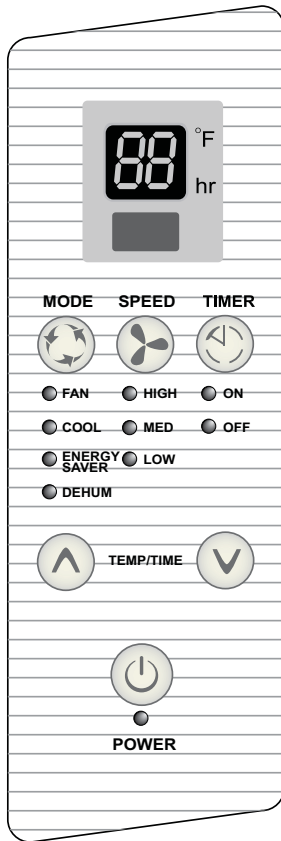 88 °F
hr
MODE SPEED TIMER
FAN HIGH ON
COOL MED OFF
ENERGY SAVER LOW
DEHUM
TEMP/TIME
POWER